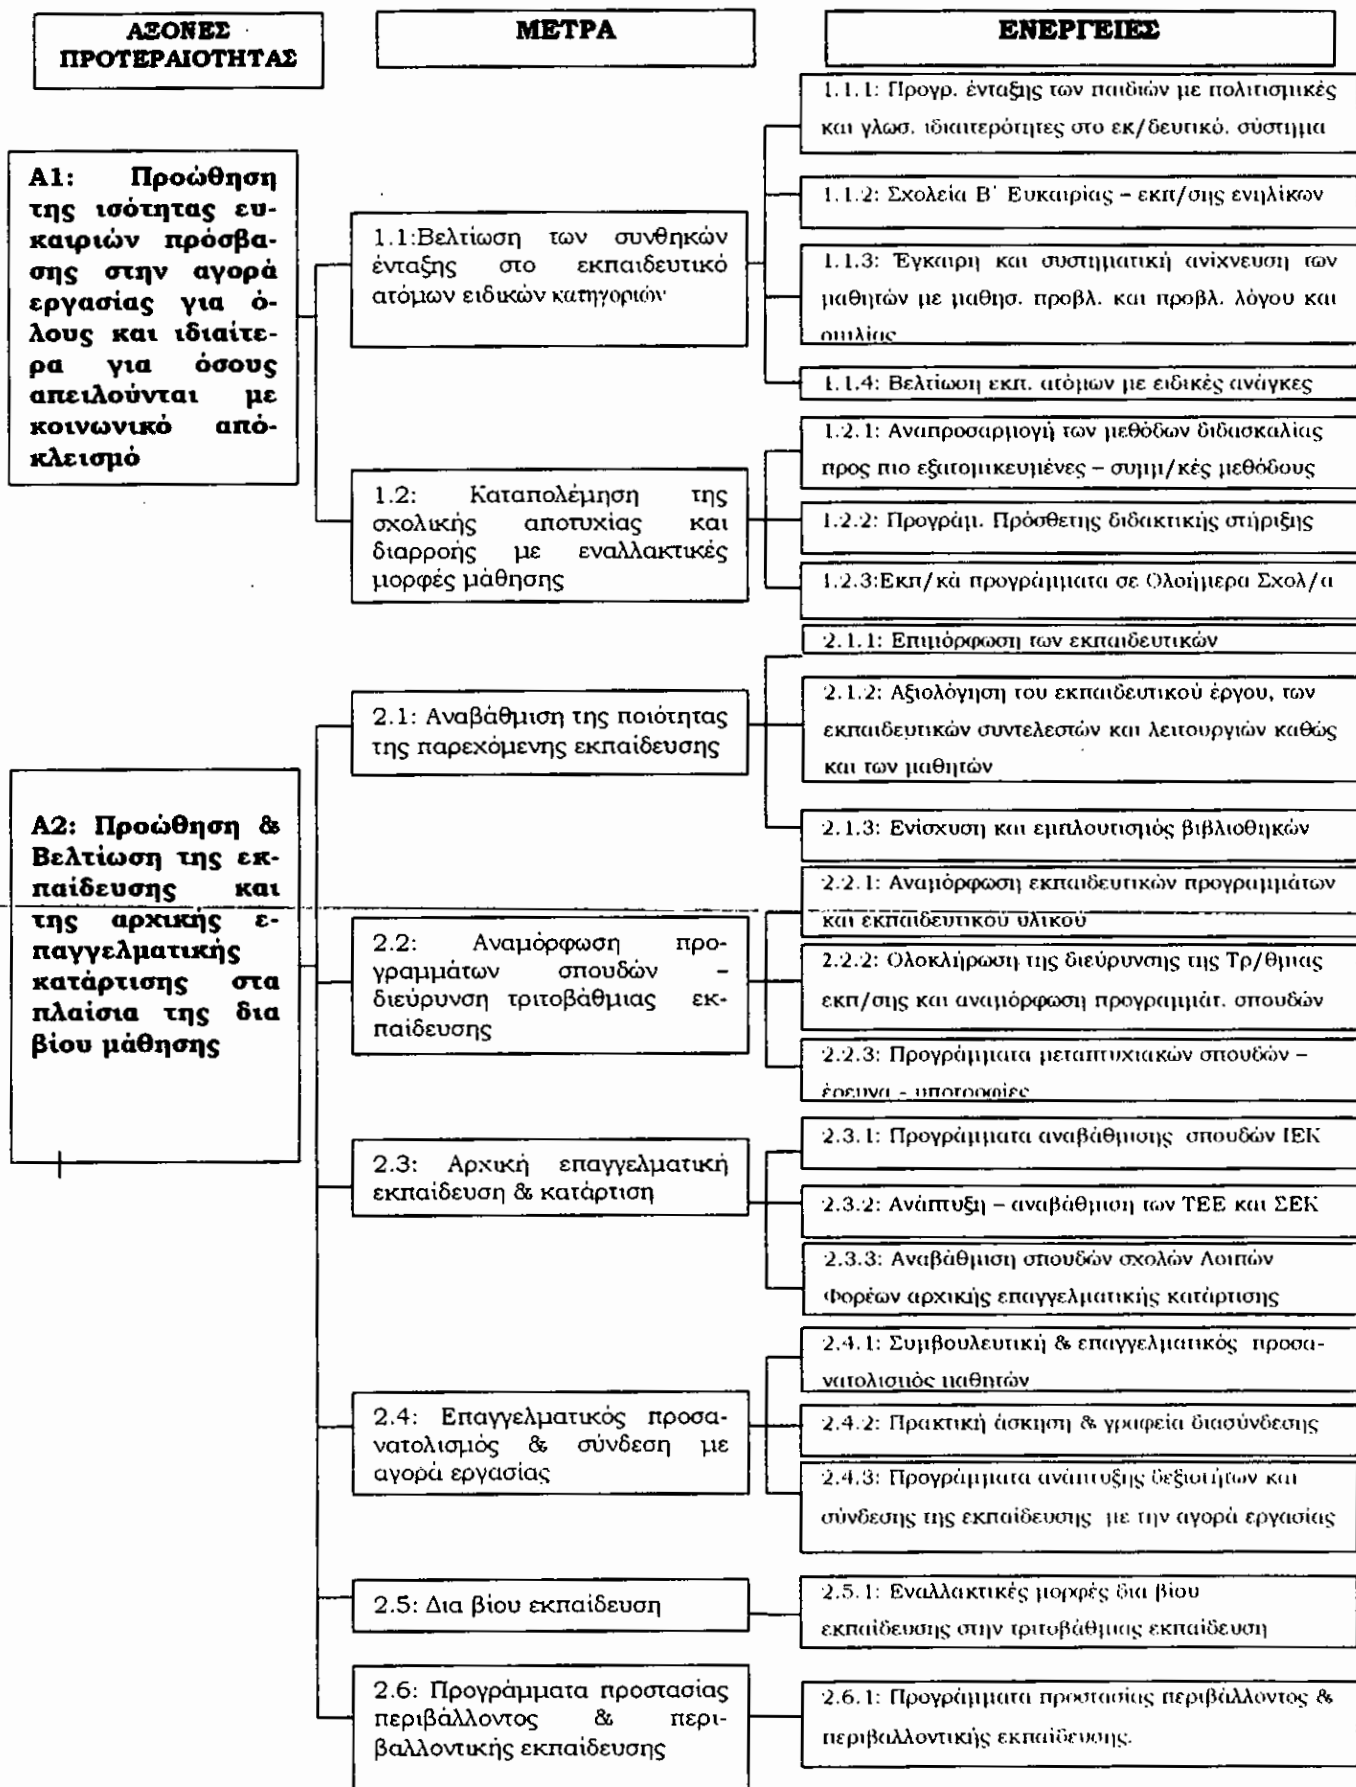 ΑΞΟΝΕΣ
ΠΡΟΤΕΡΑΙΟΤΗΤΑΣ
ΜΕΤΡΑ
ΕΝΕΡΓΕΙΕΣ
Α1: Προώθηση
της ισότητας ευ-
καιριών πρόσβα-
σης στην αγορά
εργασίας για ό-
λους και ιδιαίτε-
ρα για όσους
απειλούνται με
κοινωνικό από-
κλεισμό
1.1:Βελτίωση των συνθηκών
ένταξης στο εκπαιδευτικό
ατόμων ειδικών κατηγοριών
1.1.1: Προγρ. ένταξης των παιδιών με πολιτισμικές
και γλωσ. ιδιαιτερότητες στο εκ/δευτικό. σύστημα
1.1.2: Σχολεία Β΄ Ευκαιρίας – εκπ/σης ενηλίκων
1.1.3: Έγκαιρη και συστηματική ανίχνευση των
μαθητών με μαθησ. προβλ. και προβλ. λόγου και
ομιλίας
1.1.4: Βελτίωση εκπ. ατόμων με ειδικές ανάγκες
1.2: Καταπολέμηση της
σχολικής αποτυχίας και
διαρροής με εναλλακτικές
μορφές μάθησης
1.2.1: Αναπροσαρμογή των μεθόδων διδασκαλίας
προς πιο εξατομικευμένες – συμμ/κές μεθόδους
1.2.2: Προγράμ. Πρόσθετης διδακτικής στήριξης
1.2.3:Εκπ/κά προγράμματα σε Ολοήμερα Σχολ/α
Α2: Προώθηση &
Βελτίωση της εκ-
παίδευσης και
της αρχικής ε-
παγγελματικής
κατάρτισης στα
πλαίσια της δια
βίου μάθησης
2.1: Αναβάθμιση της ποιότητας
της παρεχόμενης εκπαίδευσης
2.1.1: Επιμόρφωση των εκπαιδευτικών
2.1.2: Αξιολόγηση του εκπαιδευτικού έργου, των
εκπαιδευτικών συντελεστών και λειτουργιών καθώς
και των μαθητών
2.1.3: Ενίσχυση και εμπλουτισμός βιβλιοθηκών
2.2: Αναμόρφωση προ-
γραμμάτων σπουδών –
διεύρυνση τριτοβάθμιας εκ-
παίδευσης
2.2.1: Αναμόρφωση εκπαιδευτικών προγραμμάτων
και εκπαιδευτικού υλικού
2.2.2: Ολοκλήρωση της διεύρυνσης της Τρ/θμιας
εκπ/σης και αναμόρφωση προγραμμάτ. σπουδών
2.2.3: Προγράμματα μεταπτυχιακών σπουδών –
έρευνα - υποτροφίες
2.3: Αρχική επαγγελματική
εκπαίδευση & κατάρτιση
2.3.1: Προγράμματα αναβάθμισης σπουδών ΙΕΚ
2.3.2: Ανάπτυξη – αναβάθμιση των ΤΕΕ και ΣΕΚ
2.3.3: Αναβάθμιση σπουδών σχολών Λοιπών
Φορέων αρχικής επαγγελματικής κατάρτισης
2.4: Επαγγελματικός προσα-
νατολισμός & σύνδεση με
αγορά εργασίας
2.4.1: Συμβουλευτική & επαγγελματικός προσα-
νατολισμός μαθητών
2.4.2: Πρακτική άσκηση & γραφεία διασύνδεσης
2.4.3: Προγράμματα ανάπτυξης δεξιοτήτων και
σύνδεσης της εκπαίδευσης με την αγορά εργασίας
2.5: Δια βίου εκπαίδευση
2.5.1: Εναλλακτικές μορφές δια βίου
εκπαίδευσης στην τριτοβάθμιας εκπαίδευση
2.6: Προγράμματα προστασίας
περιβάλλοντος & περι-
βαλλοντικής εκπαίδευσης
2.6.1: Προγράμματα προστασίας περιβάλλοντος &
περιβαλλοντικής εκπαίδευσης.